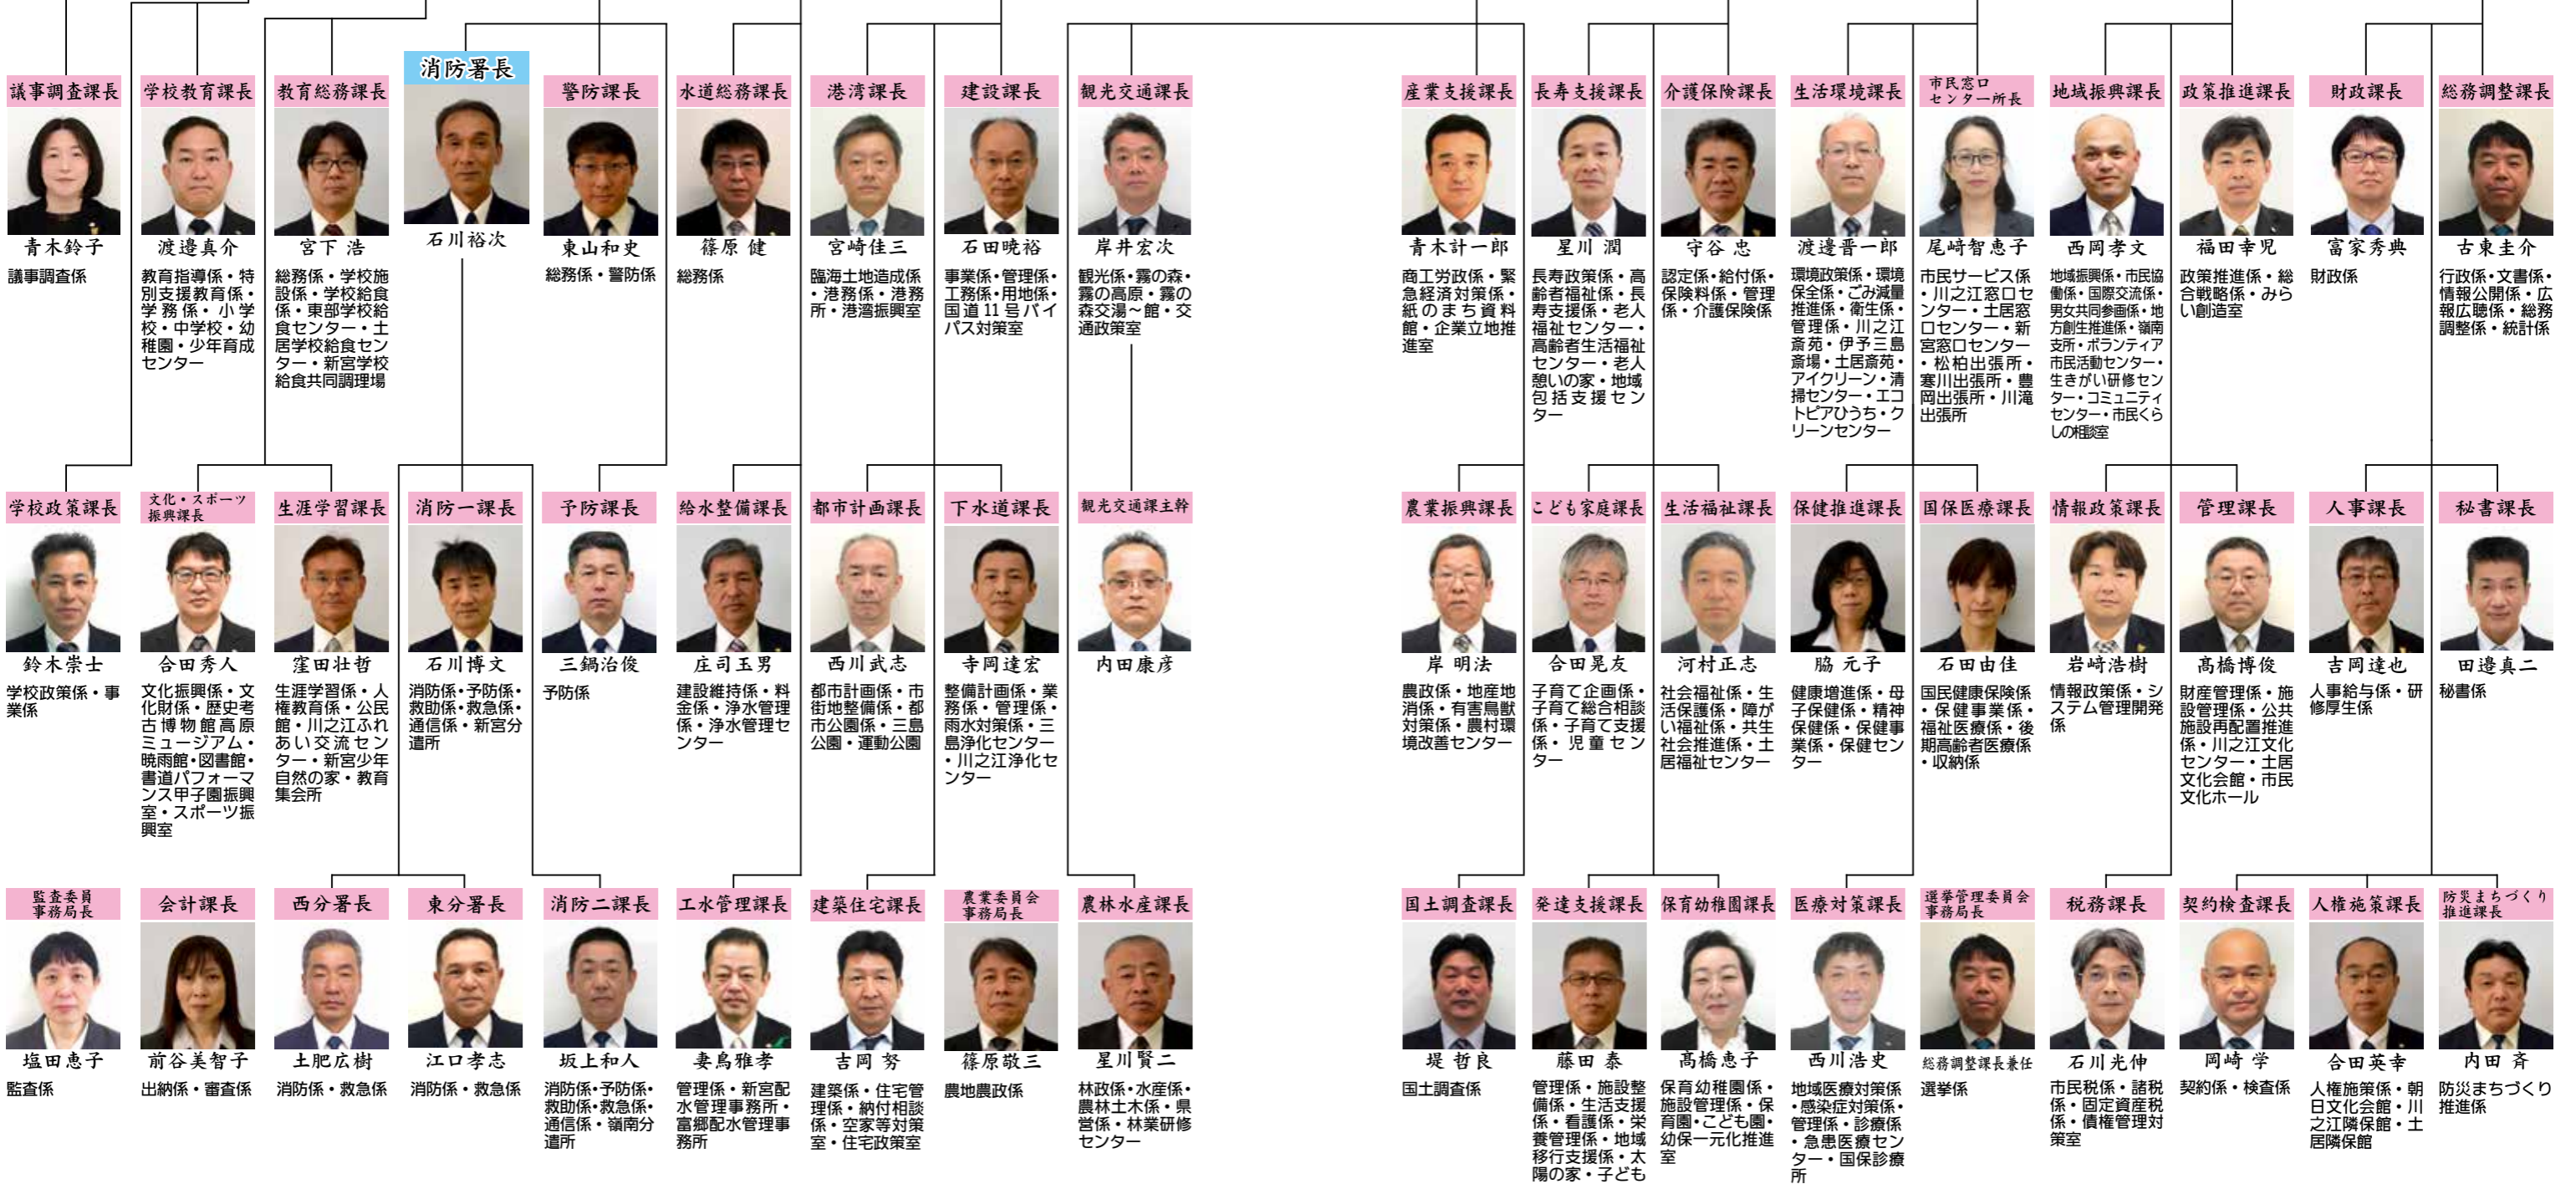 議事調査課長
青木鈴子
議事調査係
学校教育課長
渡邉真介
教育指導係・特
別支援教育係・
学務係・小学
校・中学校・幼
稚園・少年育成
センター
教育総務課長
宮下 浩
総務係・学校施
設係・学校給食
係・東部学校給
食センター・土
居学校給食セン
ター・新宮学校
給食共同調理場
消防署長
石川裕次
警防課長
東山和史
総務係・警防係
水道総務課長
篠原 健
総務係
港湾課長
宮崎佳三
臨海土地造成係
・港務係・港務
所・港湾振興室
建設課長
石田暁裕
事業係・管理係・
工務係・用地係・
国道11号バイ
パス対策室
観光交通課長
岸井宏次
観光係・霧の森・
霧の高原・霧の
森交湯～館・交
通政策室
産業支援課長
青木計一郎
商工労政係・緊
急経済対策係・
紙のまち資料
館・企業立地推
進室
長寿支援課長
星川 潤
長寿政策係・高
齢者福祉係・長
寿支援係・老人
福祉センター・
高齢者生活福祉
センター・老人
憩いの家・地域
包括支援セン
ター
介護保険課長
守谷 忠
認定係・給付係・
保険料係・管理
係・介護保険係
生活環境課長
渡邉晋一郎
環境政策係・環境
保全係・ごみ減量
推進係・衛生係・
管理係・川之江
斎苑・伊予三島
斎場・土居斎苑・
アイクリーン・清
掃センター・エコ
トピアひうち・ク
リーンセンター
市民窓口
センター所長
尾﨑智恵子
市民サービス係
・川之江窓口セ
ンター・土居窓
口センター・新
宮窓口センター
・松柏出張所・
寒川出張所・豊
岡出張所・川滝
出張所
地域振興課長
西岡孝文
地域振興係・市民協
働係・国際交流係・
男女共同参画係・地
方創生推進係・嶺南
支所・ボランティア
市民活動センター・
生きがい研修セン
ター・コミュニティ
センター・市民くら
しの相談室
政策推進課長
福田幸児
政策推進係・総
合戦略係・みら
い創造室
財政課長
富家秀典
財政係
総務調整課長
古東圭介
行政係・文書係・
情報公開係・広
報広聴係・総務
調整係・統計係
学校政策課長
鈴木崇士
学校政策係・事
業係
文化・スポーツ
振興課長
合田秀人
文化振興係・文
化財係・歴史考
古博物館高原
ミュージアム・
暁雨館・図書館・
書道パフォーマ
ンス甲子園振興
室・スポーツ振
興室
生涯学習課長
窪田壮哲
生涯学習係・人
権教育係・公民
館・川之江ふれ
あい交流セン
ター・新宮少年
自然の家・教育
集会所
消防一課長
石川博文
消防係・予防係・
救助係・救急係・
通信係・新宮分
遣所
予防課長
三鍋治俊
予防係
給水整備課長
庄司玉男
建設維持係・料
金係・浄水管理
係・浄水管理セ
ンター
都市計画課長
西川武志
都市計画係・市
街地整備係・都
市公園係・三島
公園・運動公園
下水道課長
寺岡達宏
整備計画係・業
務係・管理係・
雨水対策係・三
島浄化センター
・川之江浄化セ
ンター
観光交通課主幹
内田康彦
農業振興課長
岸 明法
農政係・地産地
消係・有害鳥獣
対策係・農村環
境改善センター
こども家庭課長
合田晃友
子育て企画係・
子育て総合相談
係・子育て支援
係・児童セン
ター
生活福祉課長
河村正志
社会福祉係・生
活保護係・障が
い福祉係・共生
社会推進係・土
居福祉センター
保健推進課長
脇 元子
健康増進係・母
子保健係・精神
保健係・保健事
業係・保健セン
ター
国保医療課長
石田由佳
国民健康保険係
・保健事業係・
福祉医療係・後
期高齢者医療係
・収納係
情報政策課長
岩﨑浩樹
情報政策係・シ
ステム管理開発
係
管理課長
髙橋博俊
財産管理係・施
設管理係・公共
施設再配置推進
係・川之江文化
センター・土居
文化会館・市民
文化ホール
人事課長
吉岡達也
人事給与係・研
修厚生係
秘書課長
田邉真二
秘書係
監査委員
事務局長
塩田恵子
監査係
会計課長
前谷美智子
出納係・審査係
西分署長
土肥広樹
消防係・救急係
東分署長
江口孝志
消防係・救急係
消防二課長
坂上和人
消防係・予防係・
救助係・救急係・
通信係・嶺南分
遣所
工水管理課長
妻鳥雅孝
管理係・新宮配
水管理事務所・
富郷配水管理事
務所
建築住宅課長
吉岡 努
建築係・住宅管
理係・納付相談
係・空家等対策
室・住宅政策室
農業委員会
事務局長
篠原敬三
農地農政係
農林水産課長
星川賢二
林政係・水産係・
農林土木係・県
営係・林業研修
センター
国土調査課長
堤 哲良
国土調査係
発達支援課長
藤田 泰
管理係・施設整
備係・生活支援
係・看護係・栄
養管理係・地域
移行支援係・太
陽の家・子ども
保育幼稚園課長
髙橋恵子
保育幼稚園係・
施設管理係・保
育園・こども園・
幼保一元化推進
室
医療対策課長
西川浩史
地域医療対策係
・感染症対策係・
管理係・診療係
・急患医療セン
ター・国保診療
所
選挙管理委員会
事務局長
総務調整課長兼任
選挙係
税務課長
石川光伸
市民税係・諸税
係・固定資産税
係・債権管理対
策室
契約検査課長
岡崎 学
契約係・検査係
人権施策課長
合田英幸
人権施策係・朝
日文化会館・川
之江隣保館・土
居隣保館
防災まちづくり
推進課長
内田 斉
防災まちづくり
推進係